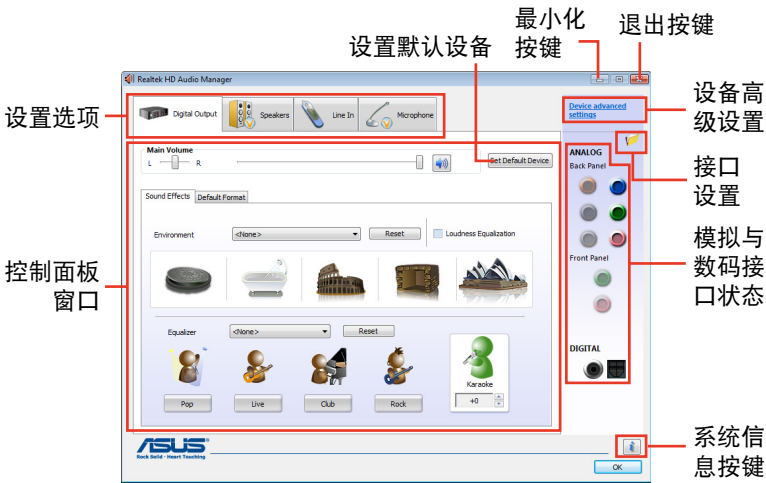 最小化
按键
退出按键
设置默认设备
Realtek HD Audio Manager
设置选项
Digital Output
Speakers
Line In
Microphone
Device advanced
settings
设备高
级设置
Main Volume
L
R
Set Default Device
ANALOG
Back Panel
接口
设置
Sound Effects
Default Format
Environment
<None>
Reset
Loudness Equalization
模拟与
数码接
口状态
控制面板
窗口
Front Panel
Equalizer
<None>
Reset
DIGITAL
Karaoke
Pop
Live
Club
Rock
+0
ASUS
Rock Solid · Heart Touching
系统信
息按键
OK